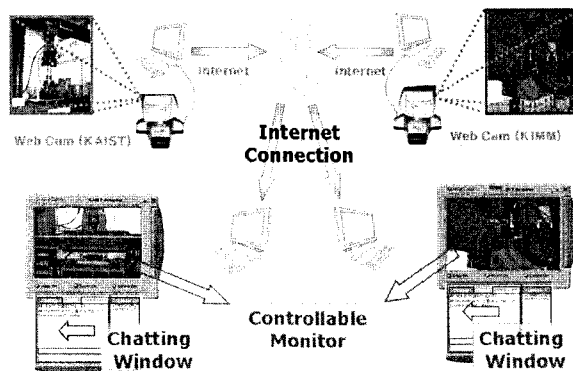 Internet
Internet
Web Cam (KAIST)
Internet
Connection
Web Cam (KIMM)
Controllable
Monitor
Chatting
Window
Chatting
Window